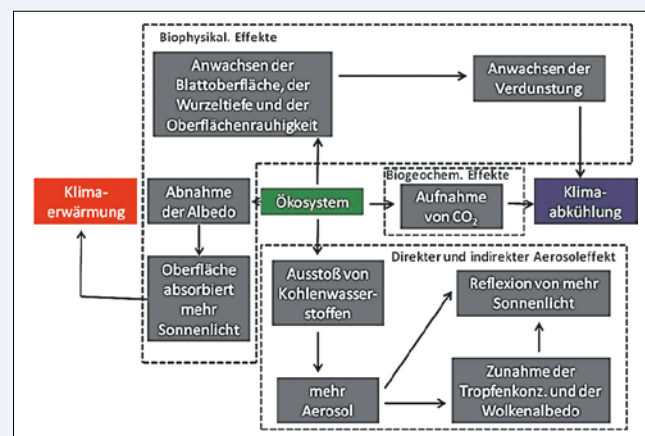 Biophysikal. Effekte
Anwachsen der
Blattoberfläche, der
Wurzeltiefe und der
Oberflächenrauhigkeit
Anwachsen der
Verdunstung
Klima-
erwärmung
Abnahme
der Albedo
Ökosystem
Biogeochem. Effekte
Aufnahme
von CO₂
Klima-
abkühlung
Oberfläche
absorbiert
mehr
Sonnenlicht
Direkter und indirekter Aerosoleffekt
Ausstoß von
Kohlenwasser-
stoffen
Reflexion von mehr
Sonnenlicht
mehr
Aerosol
Zunahme der
Tropfenkonz. und der
Wolkenalbedo